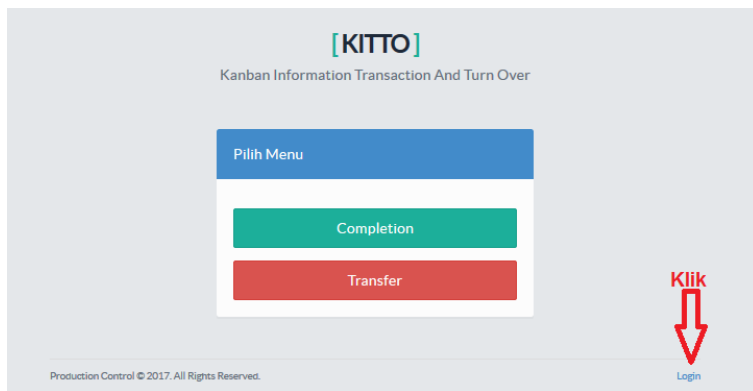 [KITTO]
Kanban Information Transaction And Turn Over
Pilih Menu
Completion
Transfer
Klik
Production Control © 2017. All Rights Reserved.
Login